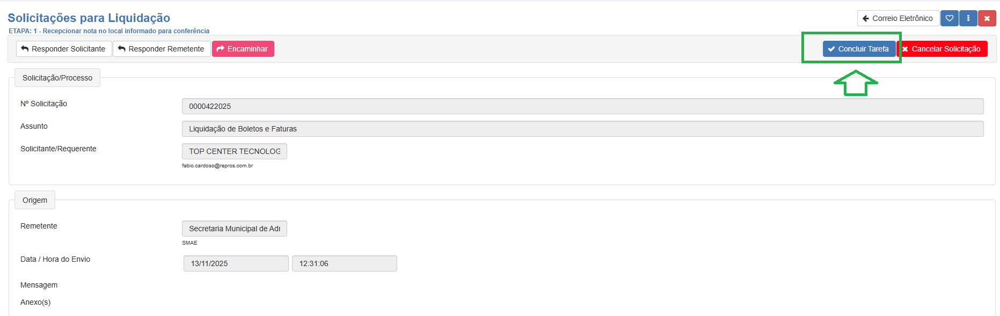 Solicitações para Liquidação
Correio Eletrônico
ETAPA: 1 - Recepcionar nota no local informado para conferência
Responder Solicitante Responder Remetente Encaminhar Concluir Tarefa Cancelar Solicitação
Solicitação/Processo
Nº Solicitação 0000422025
Assunto Liquidação de Boletos e Faturas
Solicitante/Requerente TOP CENTER TECNOLOG
fabio.cardoso@repros.com.br
Origem
Remetente Secretaria Municipal de Adr
SMAE
Data / Hora do Envio 13/11/2025 12:31:06
Mensagem
Anexo(s)